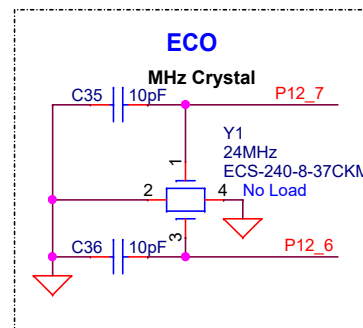 ECO
MHz Crystal
C35 10pF P12_7
Y1
24MHz
ECS-240-8-37CKM
No Load
1
2 4
3
C36 10pF P12_6